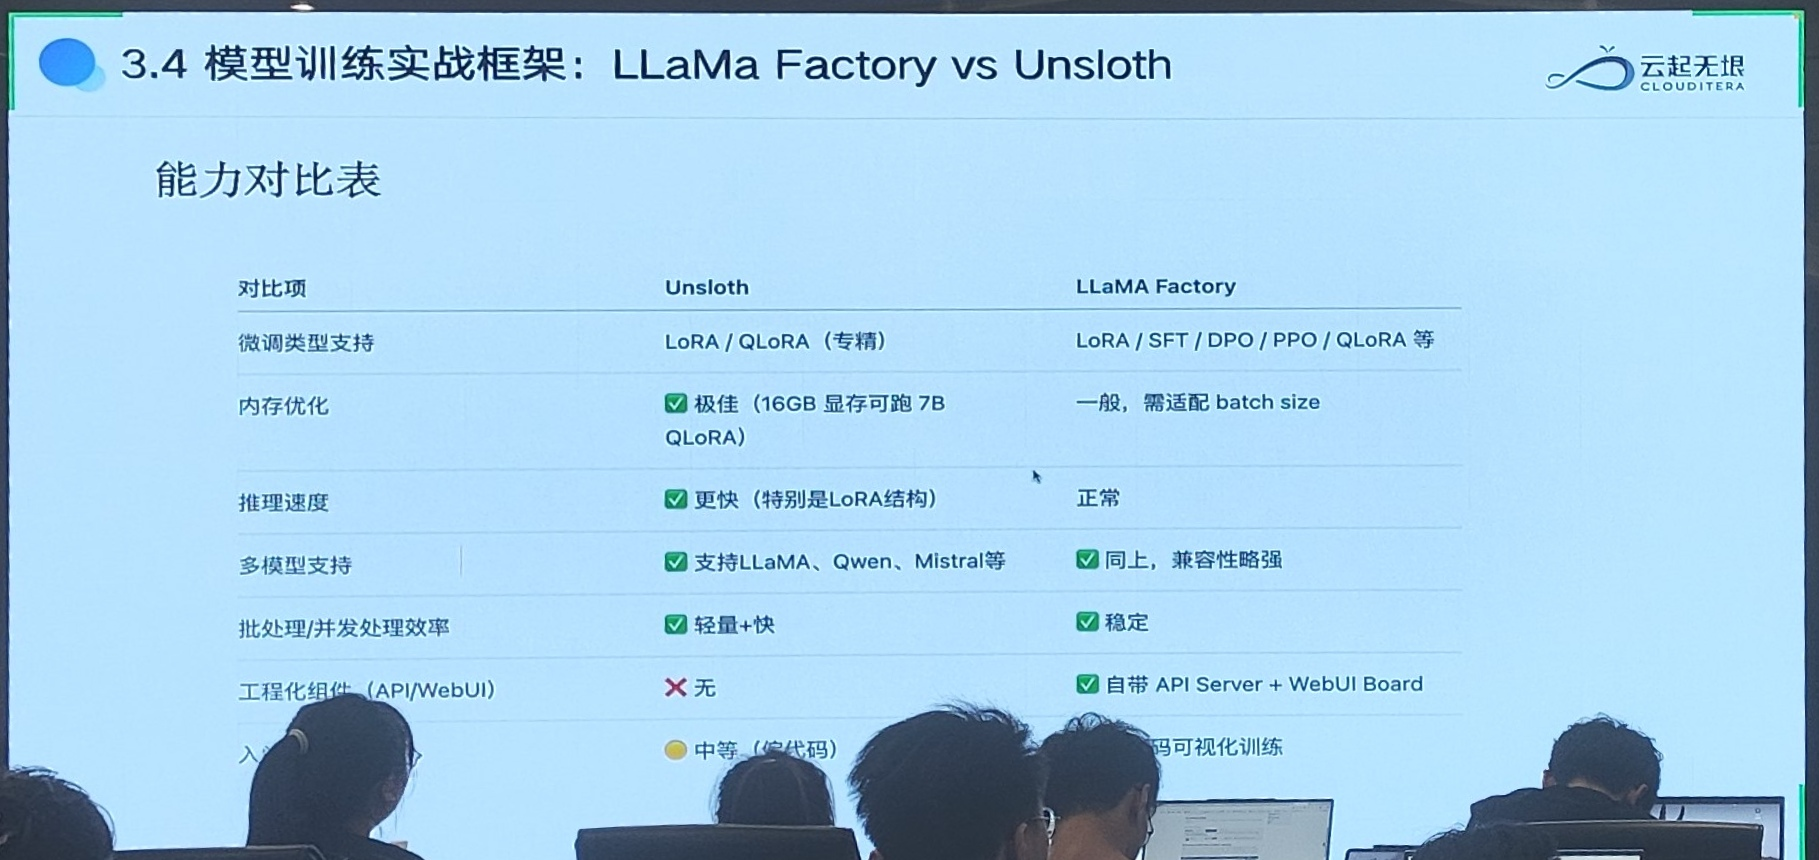 3.4 模型训练实战框架：LLaMa Factory vs Unsloth
云起无垠
CLOUDITERA
能力对比表
对比项 Unsloth LLaMA Factory
微调类型支持 LoRA / QLoRA（专精） LoRA / SFT / DPO / PPO / QLoRA 等
内存优化 ✅ 极佳（16GB 显存可跑 7B 一般，需适配 batch size
QLoRA）
推理速度 ✅ 更快（特别是LoRA结构） 正常
多模型支持 ✅ 支持LLaMA、Qwen、Mistral等 ✅ 同上，兼容性略强
批处理/并发处理效率 ✅ 轻量+快 ✅ 稳定
工程化组件（API/WebUI） ❌ 无 ✅ 自带 API Server + WebUI Board
入 🟡 中等（偏代码） 码可视化训练